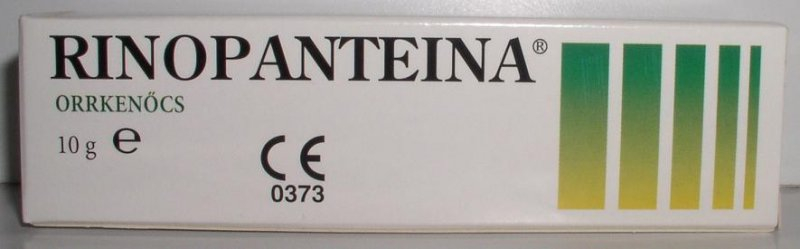 RINOPANTEINA®
ORRKENŐCS
10 g ℮
CE
0373